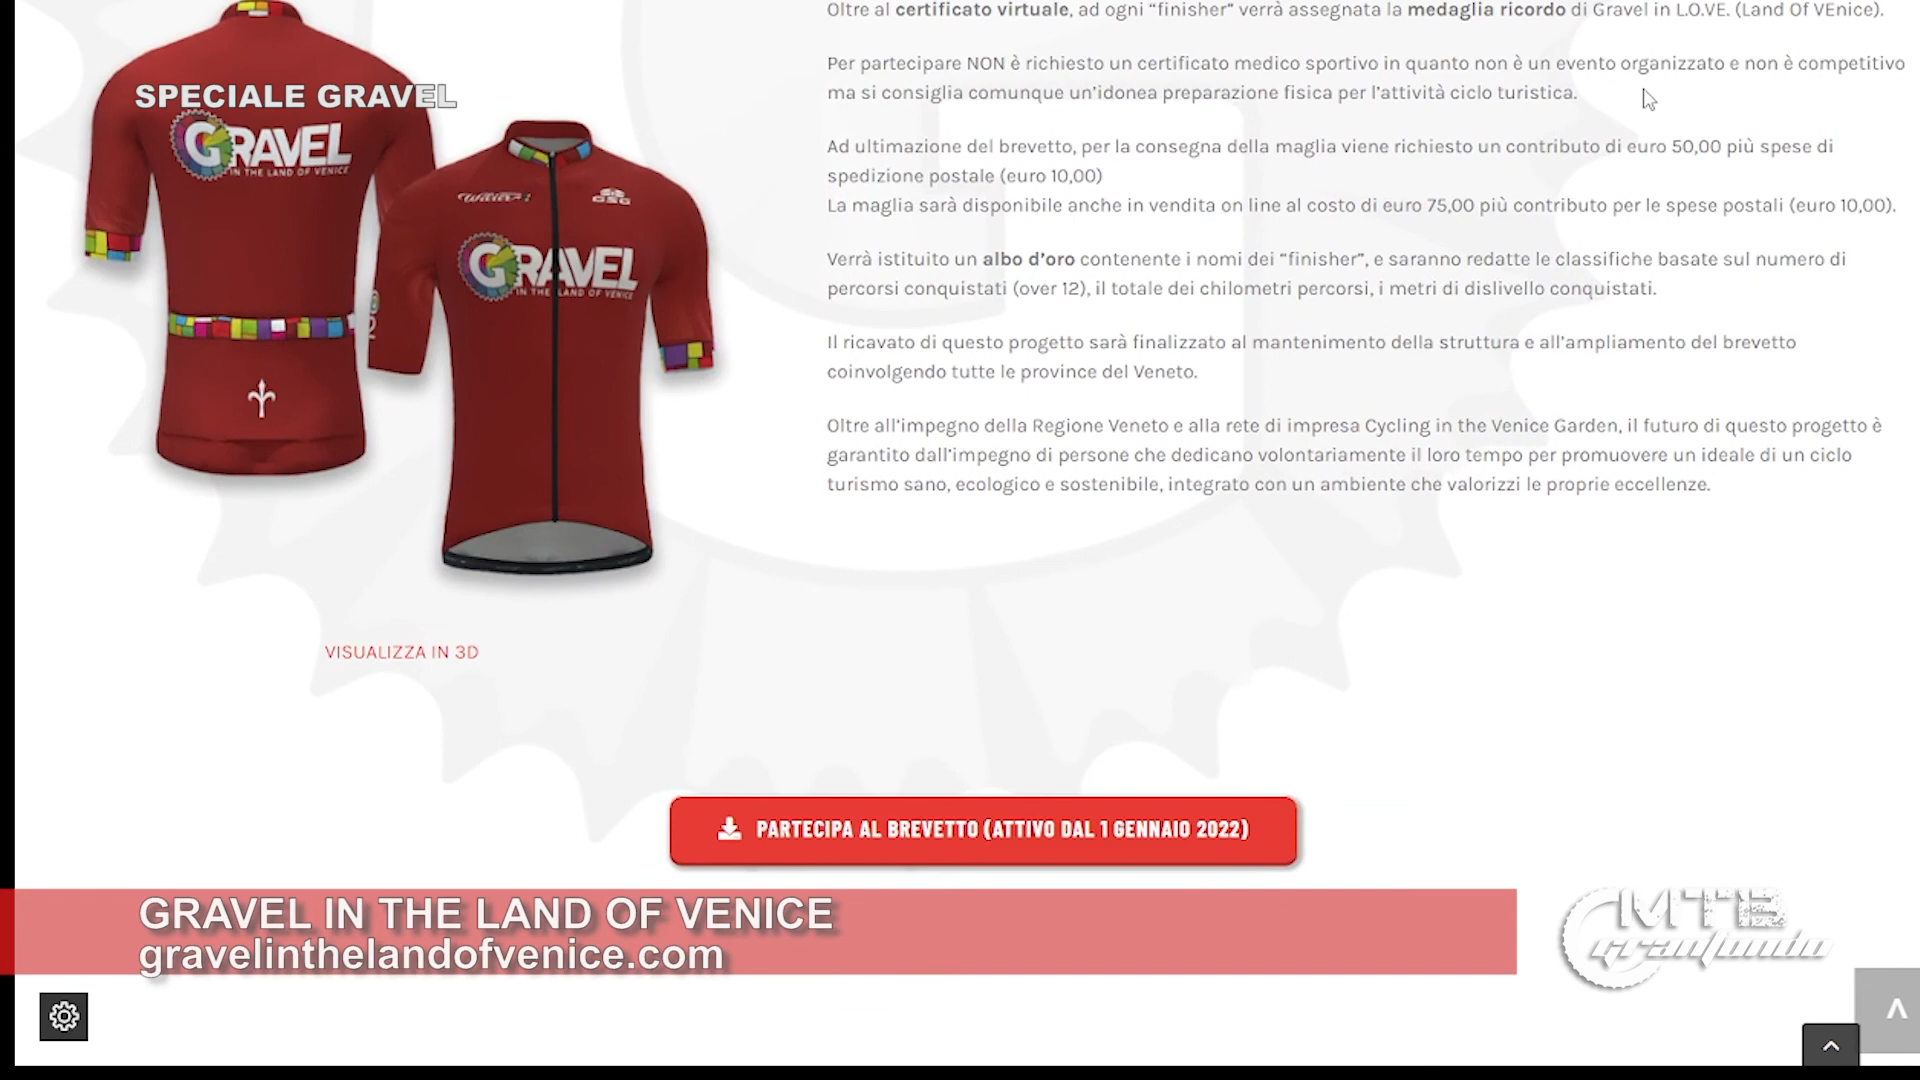 Oltre al certificato virtuale, ad ogni “finisher” verrà assegnata la medaglia ricordo di Gravel in L.O.VE. (Land Of VEnice).
Per partecipare NON è richiesto un certificato medico sportivo in quanto non è un evento organizzato e non è competitivo
ma si consiglia comunque un’idonea preparazione fisica per l’attività ciclo turistica.
Ad ultimazione del brevetto, per la consegna della maglia viene richiesto un contributo di euro 50,00 più spese di
spedizione postale (euro 10,00)
La maglia sarà disponibile anche in vendita on line al costo di euro 75,00 più contributo per le spese postali (euro 10,00).
Verrà istituito un albo d’oro contenente i nomi dei “finisher”, e saranno redatte le classifiche basate sul numero di
percorsi conquistati (over 12), il totale dei chilometri percorsi, i metri di dislivello conquistati.
Il ricavato di questo progetto sarà finalizzato al mantenimento della struttura e all’ampliamento del brevetto
coinvolgendo tutte le province del Veneto.
Oltre all’impegno della Regione Veneto e alla rete di impresa Cycling in the Venice Garden, il futuro di questo progetto è
garantito dall’impegno di persone che dedicano volontariamente il loro tempo per promuovere un ideale di un ciclo
turismo sano, ecologico e sostenibile, integrato con un ambiente che valorizzi le proprie eccellenze.
SPECIALE GRAVEL
GRAVEL
IN THE LAND OF VENICE
Wilier
GSG
GRAVEL
IN THE LAND OF VENICE
VISUALIZZA IN 3D
PARTECIPA AL BREVETTO (ATTIVO DAL 1 GENNAIO 2022)
GRAVEL IN THE LAND OF VENICE
gravelinthelandofvenice.com
MTB
granfondo